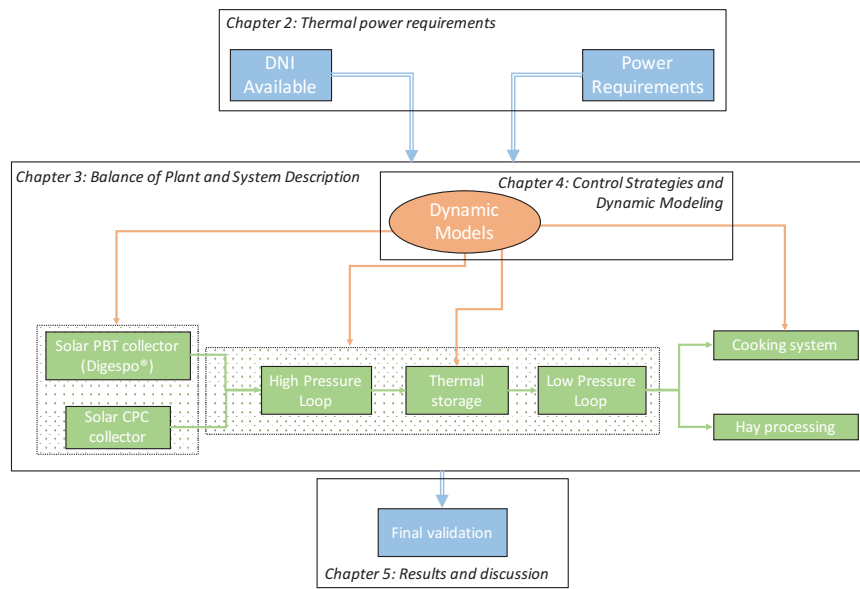 Chapter 2: Thermal power requirements
DNI
Available
Power
Requirements
Chapter 3: Balance of Plant and System Description
Chapter 4: Control Strategies and
Dynamic Modeling
Dynamic
Models
Solar PBT collector
(Digespo®)
Solar CPC
collector
High Pressure
Loop
Thermal
storage
Low Pressure
Loop
Cooking system
Hay processing
Final validation
Chapter 5: Results and discussion